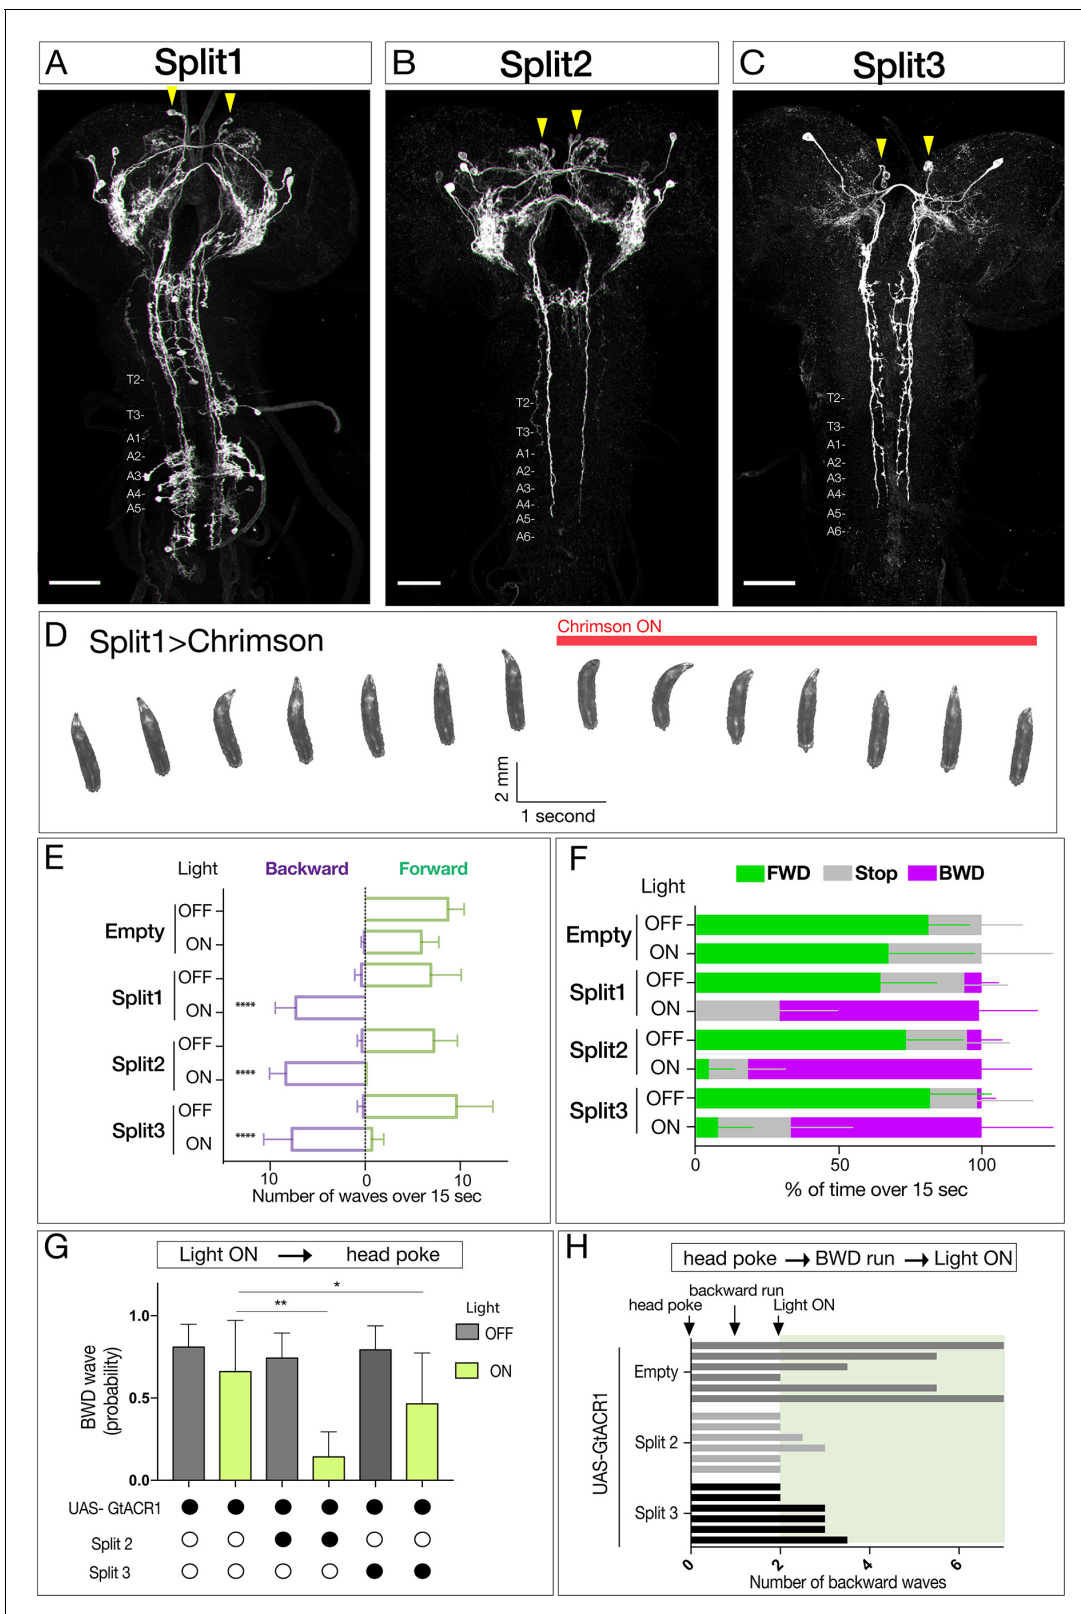 A Split1
B Split2
C Split3
T2-
T3-
A1-
A2-
A3-
A4-
A5-
T2-
T3-
A1-
A2-
A3-
A4-
A5-
A6-
T2-
T3-
A1-
A2-
A3-
A4-
A5-
A6-
D Split1>Chrimson
Chrimson ON
2 mm
1 second
E
Light Backward Forward
Empty
OFF
ON
Split1
OFF
ON ****
Split2
OFF
ON ****
Split3
OFF
ON ****
10 0 10
Number of waves over 15 sec
F
FWD Stop BWD
Light
Empty
OFF
ON
Split1
OFF
ON
Split2
OFF
ON
Split3
OFF
ON
0 50 100
% of time over 15 sec
G
Light ON head poke
*
**
Light
OFF
ON
BWD wave
(probability)
1.0
0.5
0.0
UAS- GtACR1
Split 2
Split 3
H
head poke BWD run Light ON
backward run
head poke Light ON
UAS-GtACR1
Empty
Split 2
Split 3
0 2 4 6
Number of backward waves